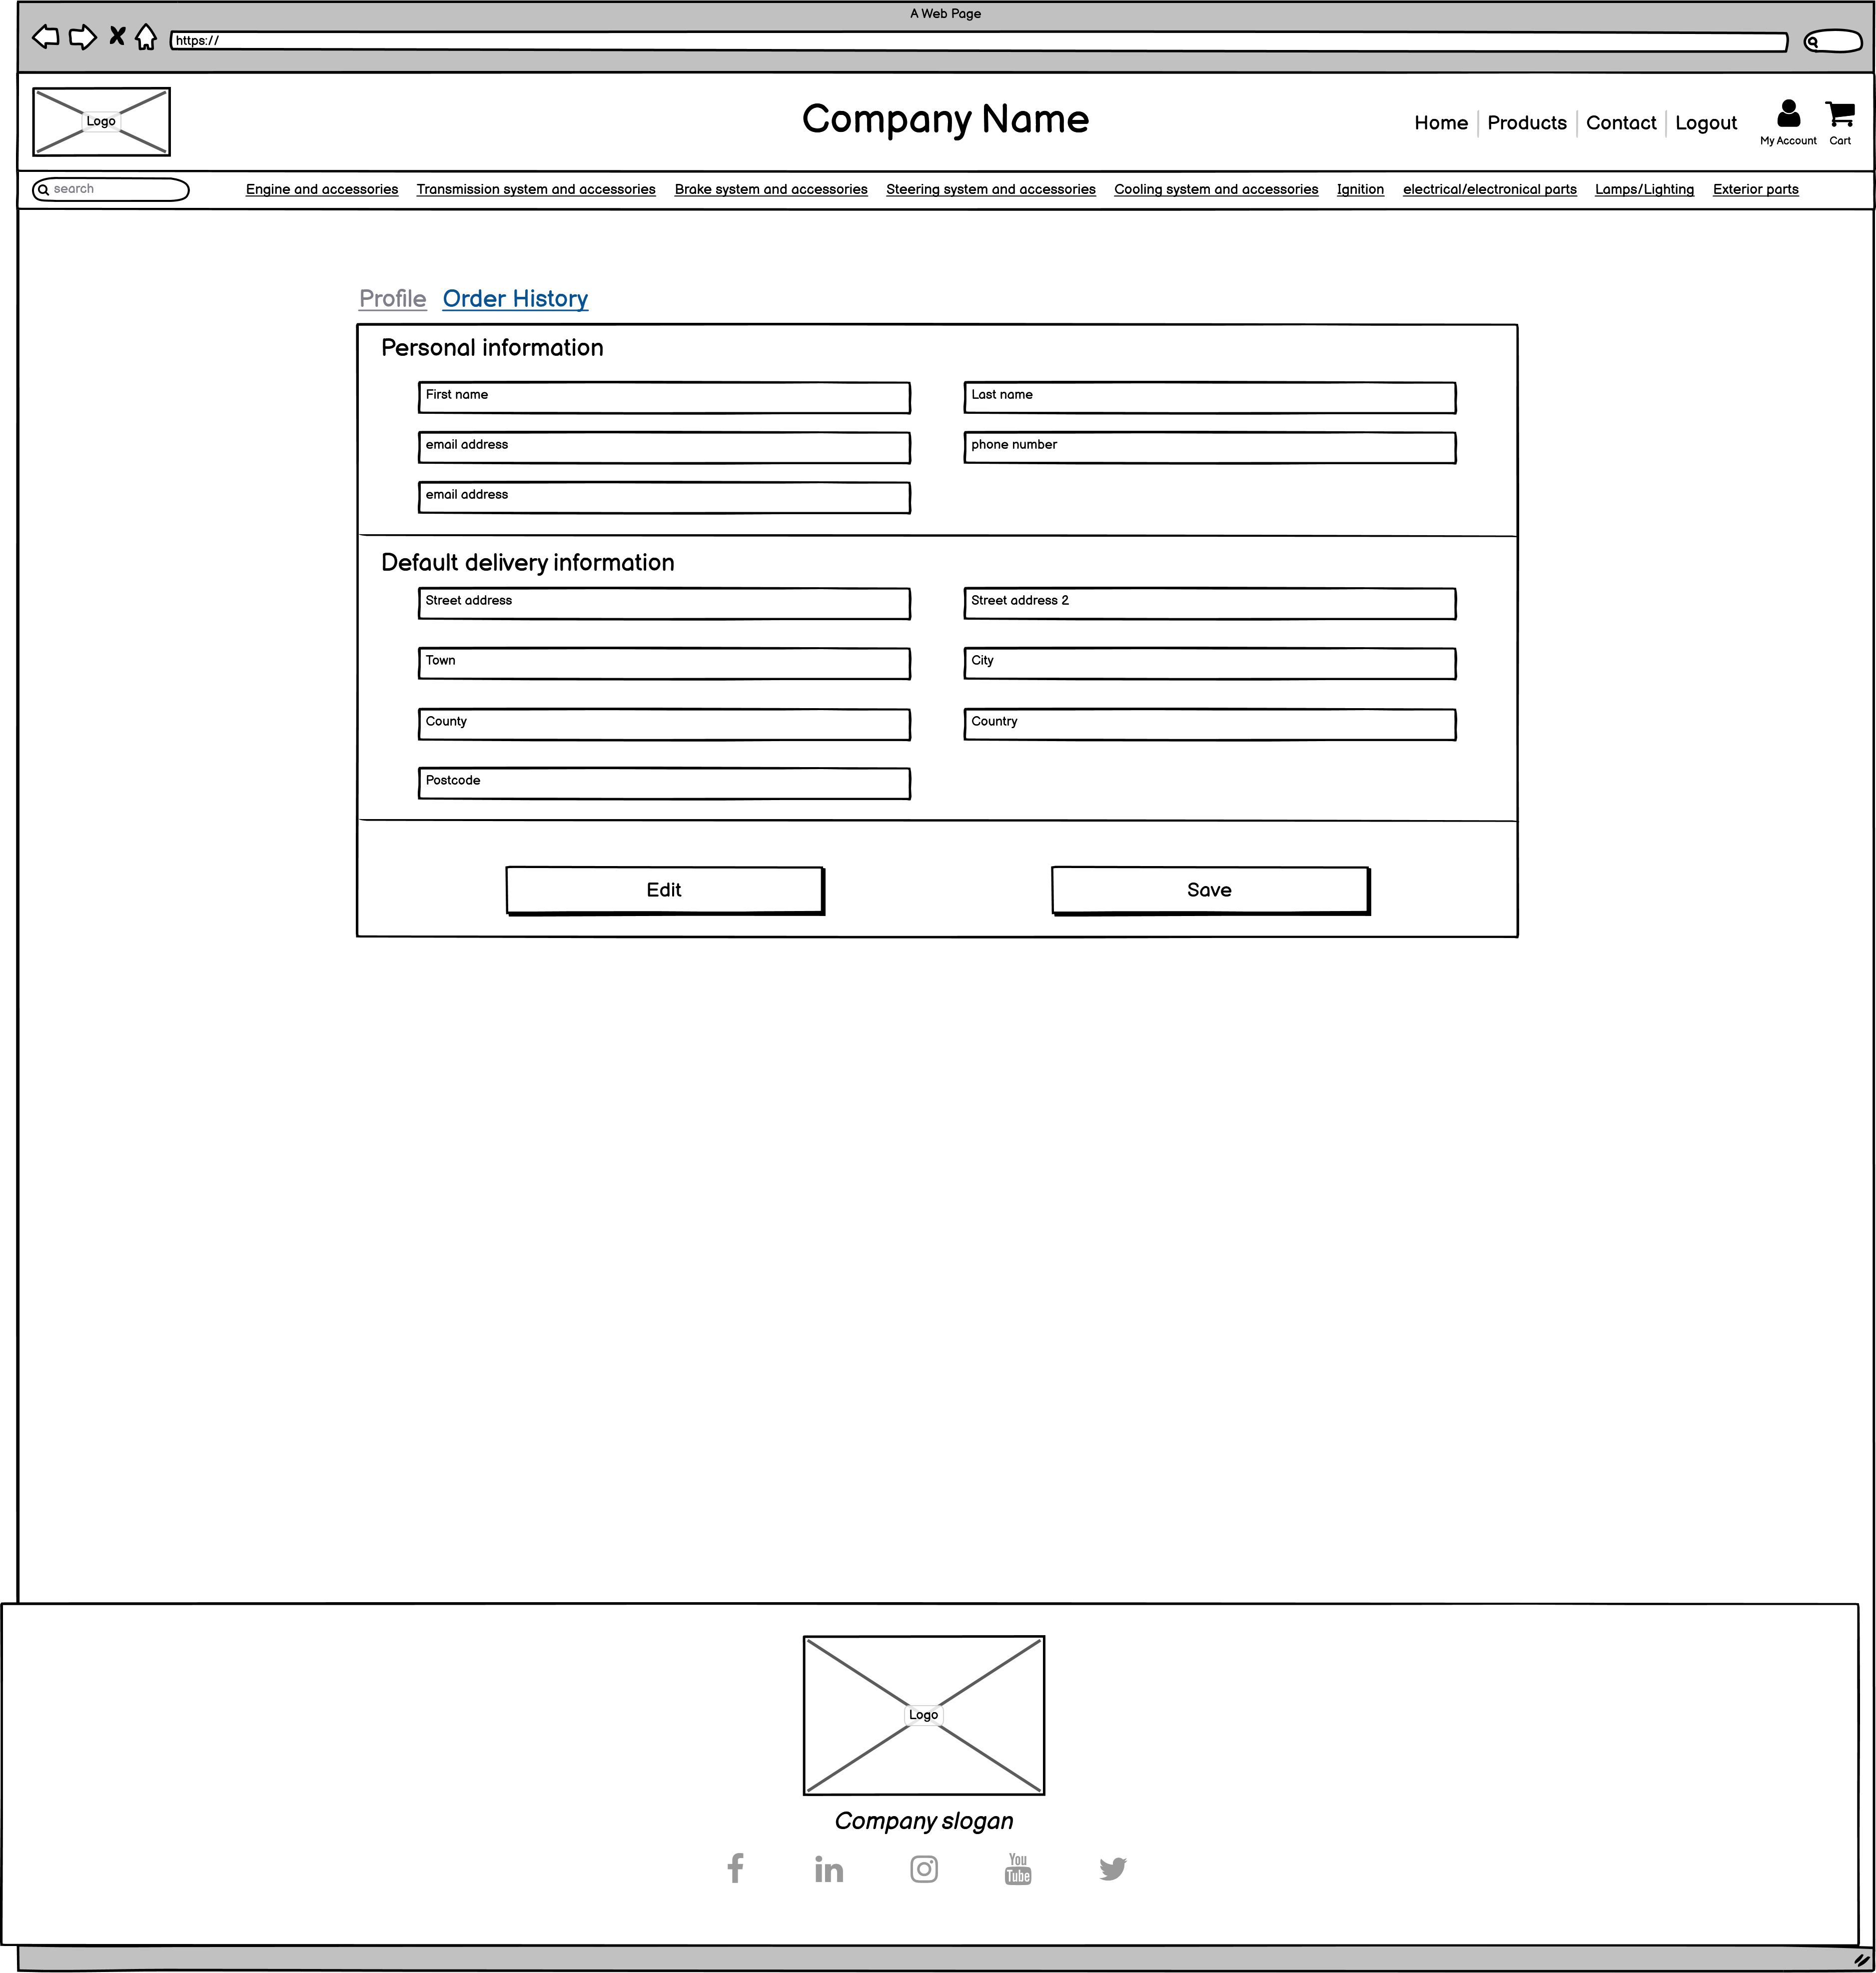 A Web Page
https://
Logo
Company Name
Home Products Contact Logout
My Account Cart
search
Engine and accessories Transmission system and accessories Brake system and accessories Steering system and accessories Cooling system and accessories Ignition electrical/electronical parts Lamps/Lighting Exterior parts
Profile Order History
Personal information
First name Last name
email address phone number
email address
Default delivery information
Street address Street address 2
Town City
County Country
Postcode
Edit Save
Logo
Company slogan
f in You Tube